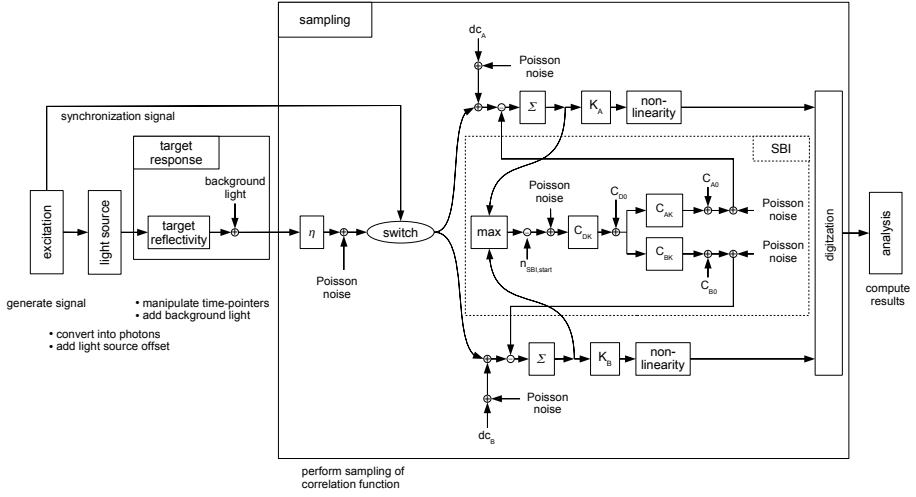 sampling
dc_A
Poisson
noise
synchronization signal
Σ
K_A
non-
linearity
target
response
SBI
background
light
Poisson
noise
C_D0
C_A0
C_AK
Poisson
noise
excitation
light source
target
reflectivity
η
switch
max
C_DK
C_BK
Poisson
noise
n_SBI,start
C_B0
Poisson
noise
digitzation
analysis
generate signal
• manipulate time-pointers
• add background light
compute
results
• convert into photons
• add light source offset
Σ
K_B
non-
linearity
Poisson
noise
dc_B
perform sampling of
correlation function